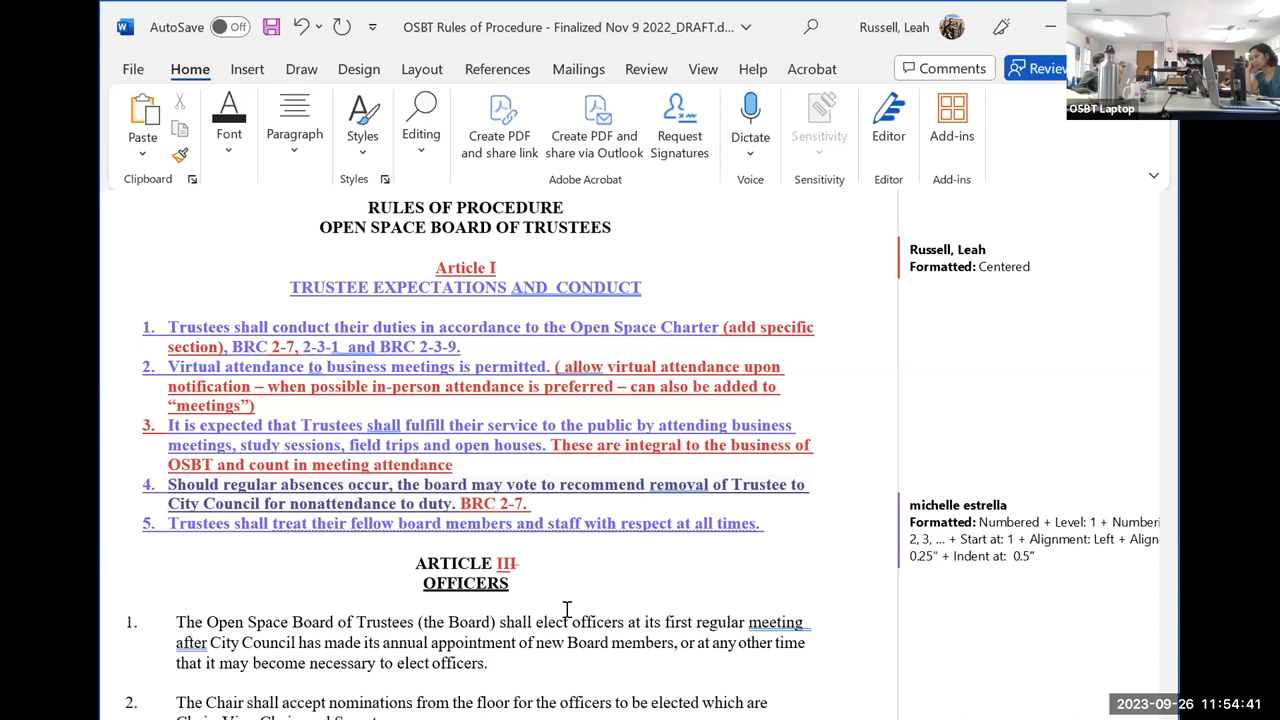 AutoSave Off OSBT Rules of Procedure - Finalized Nov 9 2022_DRAFT.d... Russell, Leah
File Home Insert Draw Design Layout References Mailings Review View Help Acrobat Comments Review
OSBT Laptop
Paste Font Paragraph Styles Editing Create PDF and share link Create PDF and share via Outlook Request Signatures Dictate Sensitivity Editor Add-ins
Clipboard Styles Adobe Acrobat Voice Sensitivity Editor Add-ins
RULES OF PROCEDURE
OPEN SPACE BOARD OF TRUSTEES
Article I
TRUSTEE EXPECTATIONS AND CONDUCT
1. Trustees shall conduct their duties in accordance to the Open Space Charter (add specific
section), BRC 2-7, 2-3-1 and BRC 2-3-9.
2. Virtual attendance to business meetings is permitted. ( allow virtual attendance upon
notification – when possible in-person attendance is preferred – can also be added to
“meetings”)
3. It is expected that Trustees shall fulfill their service to the public by attending business
meetings, study sessions, field trips and open houses. These are integral to the business of
OSBT and count in meeting attendance
4. Should regular absences occur, the board may vote to recommend removal of Trustee to
City Council for nonattendance to duty. BRC 2-7.
5. Trustees shall treat their fellow board members and staff with respect at all times.
ARTICLE III
OFFICERS
1. The Open Space Board of Trustees (the Board) shall elect officers at its first regular meeting
after City Council has made its annual appointment of new Board members, or at any other time
that it may become necessary to elect officers.
2. The Chair shall accept nominations from the floor for the officers to be elected which are
Russell, Leah
Formatted: Centered
michelle estrella
Formatted: Numbered + Level: 1 + Numberi
2, 3, ... + Start at: 1 + Alignment: Left + Align
0.25" + Indent at: 0.5"
2023-09-26 11:54:41